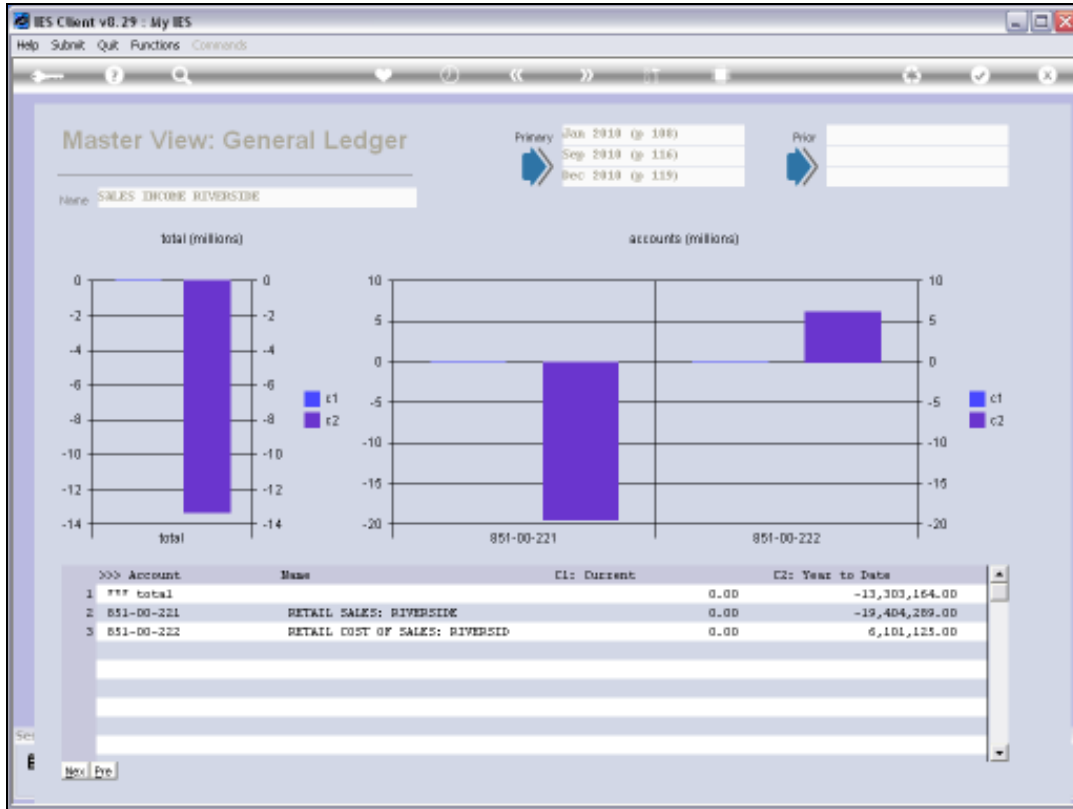 IES Client v8.29 : My IES
Help Submit Quit Functions Commands
Master View: General Ledger
Primary
Jan 2010 (p 108)
Sep 2010 (p 116)
Dec 2010 (p 119)
Prior
Name SALES INCOME RIVERSIDE
total (millions)
0 0
-2 -2
-4 -4
-6 -6
-8 -8
-10 -10
-12 -12
-14 -14
total
c1
c2
accounts (millions)
10 10
5 5
0 0
-5 -5
-10 -10
-15 -15
-20 -20
851-00-221 851-00-222
c1
c2
>>> Account Name C1: Current C2: Year to Date
1 *** total 0.00 -13,303,164.00
2 851-00-221 RETAIL SALES: RIVERSIDE 0.00 -19,404,289.00
3 851-00-222 RETAIL COST OF SALES: RIVERSID 0.00 6,101,125.00
Nex Pre